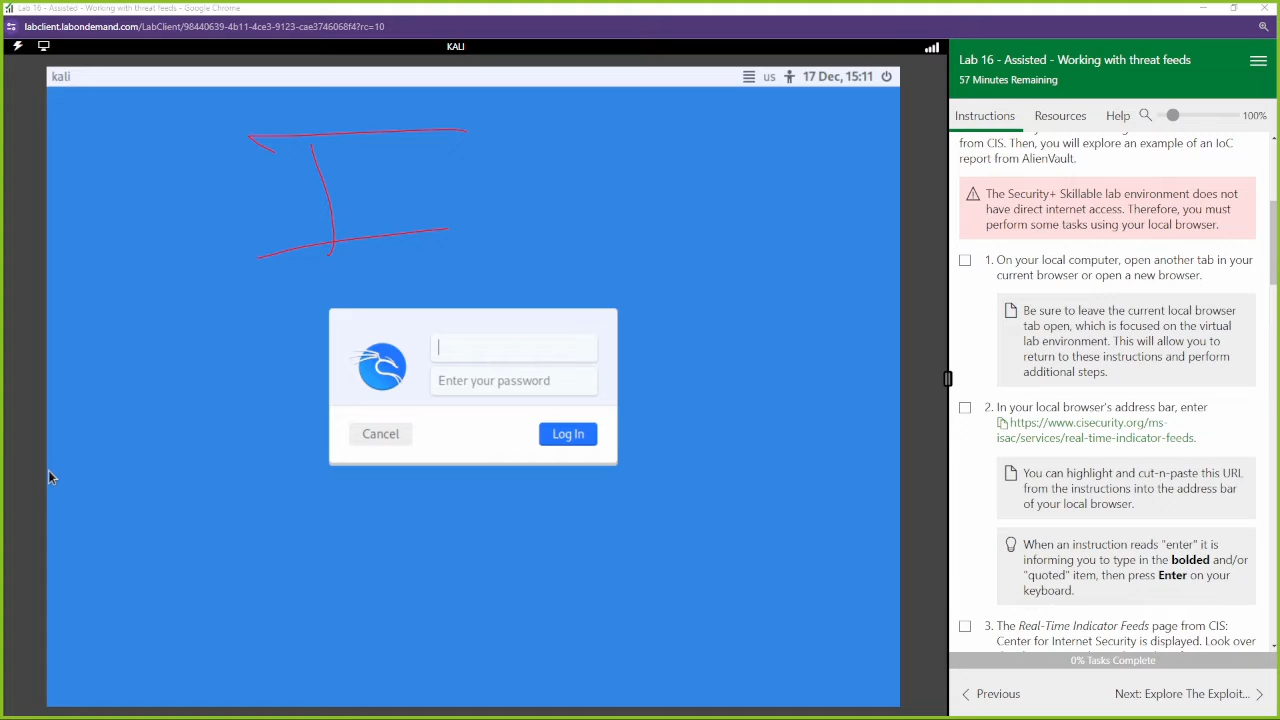 Lab 16 - Assisted - Working with threat feeds - Google Chrome
labclient.labondemand.com/LabClient/98440639-4b11-4ce3-9123-cae3746068f4?rc=10
KALI
kali
us
17 Dec, 15:11
Enter your password
Cancel
Log In
Lab 16 - Assisted - Working with threat feeds
57 Minutes Remaining
Instructions
Resources
Help
100%
from CIS. Then, you will explore an example of an IoC
report from AlienVault.
The Security+ Skillable lab environment does not
have direct internet access. Therefore, you must
perform some tasks using your local browser.
1. On your local computer, open another tab in your
current browser or open a new browser.
Be sure to leave the current local browser
tab open, which is focused on the virtual
lab environment. This will allow you to
return to these instructions and perform
additional steps.
2. In your local browser's address bar, enter
https://www.cisecurity.org/ms-
isac/services/real-time-indicator-feeds.
You can highlight and cut-n-paste this URL
from the instructions into the address bar
of your local browser.
When an instruction reads "enter" it is
informing you to type in the bolded and/or
"quoted" item, then press Enter on your
keyboard.
3. The Real-Time Indicator Feeds page from CIS:
Center for Internet Security is displayed. Look over
0% Tasks Complete
Previous
Next: Explore The Exploit...